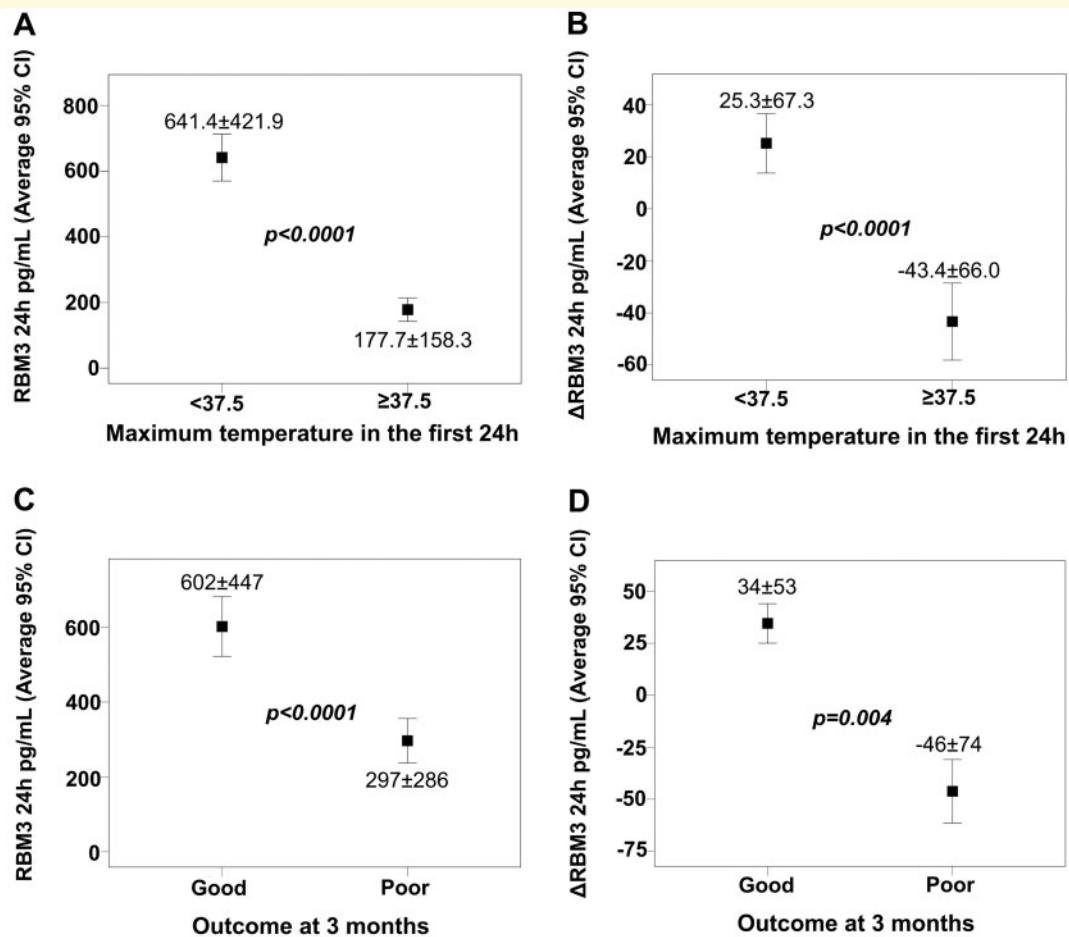 A
RBM3 24h pg/mL (Average 95% CI)
800
600
400
200
0
641.4±421.9
p<0.0001
177.7±158.3
<37.5
≥37.5
Maximum temperature in the first 24h
B
ΔRBM3 24h pg/mL (Average 95% CI)
40
20
0
-20
-40
-60
25.3±67.3
p<0.0001
-43.4±66.0
<37.5
≥37.5
Maximum temperature in the first 24h
C
RBM3 24h pg/mL (Average 95% CI)
600
400
200
0
602±447
p<0.0001
297±286
Good
Poor
Outcome at 3 months
D
ΔRBM3 24h pg/mL (Average 95% CI)
50
25
0
-25
-50
-75
34±53
p=0.004
-46±74
Good
Poor
Outcome at 3 months